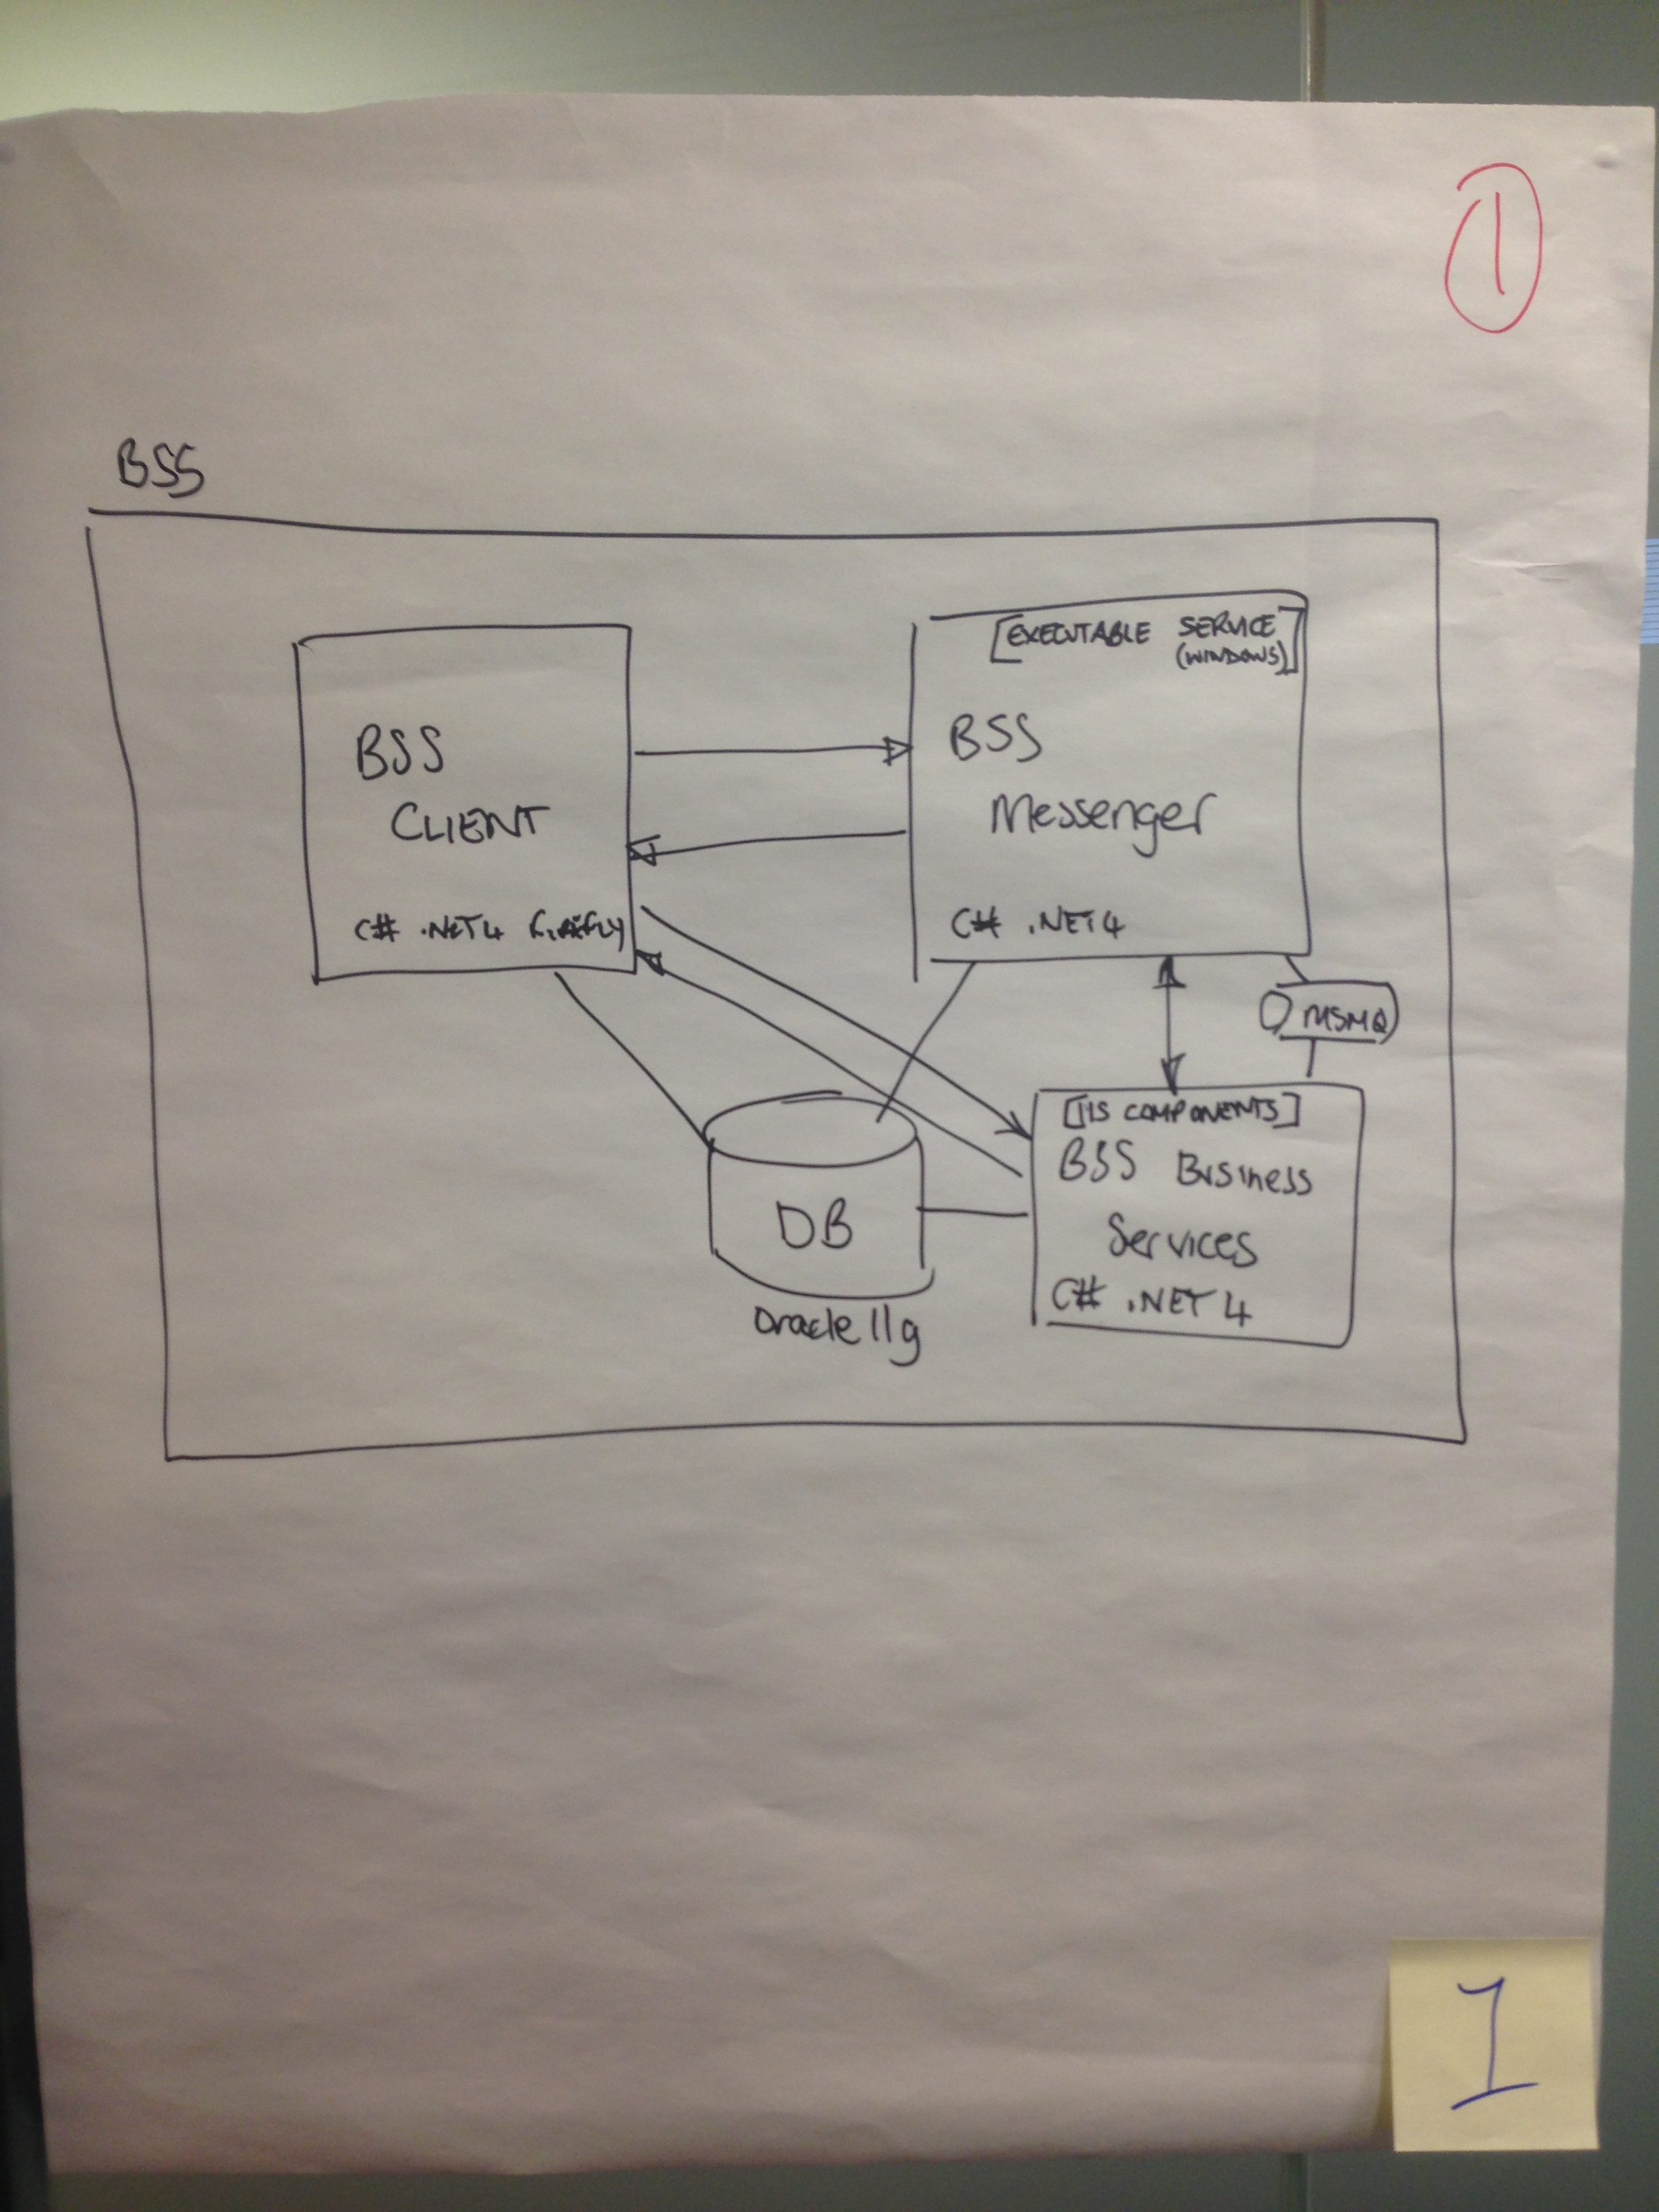 1
BSS
[EXECUTABLE SERVICE
(WINDOWS)]
BSS
CLIENT
C# .NET4
BSS
Messenger
C# .NET4
MSMQ
[IIS COMPONENTS]
BSS Business
Services
C# .NET 4
DB
Oracle 11g
1